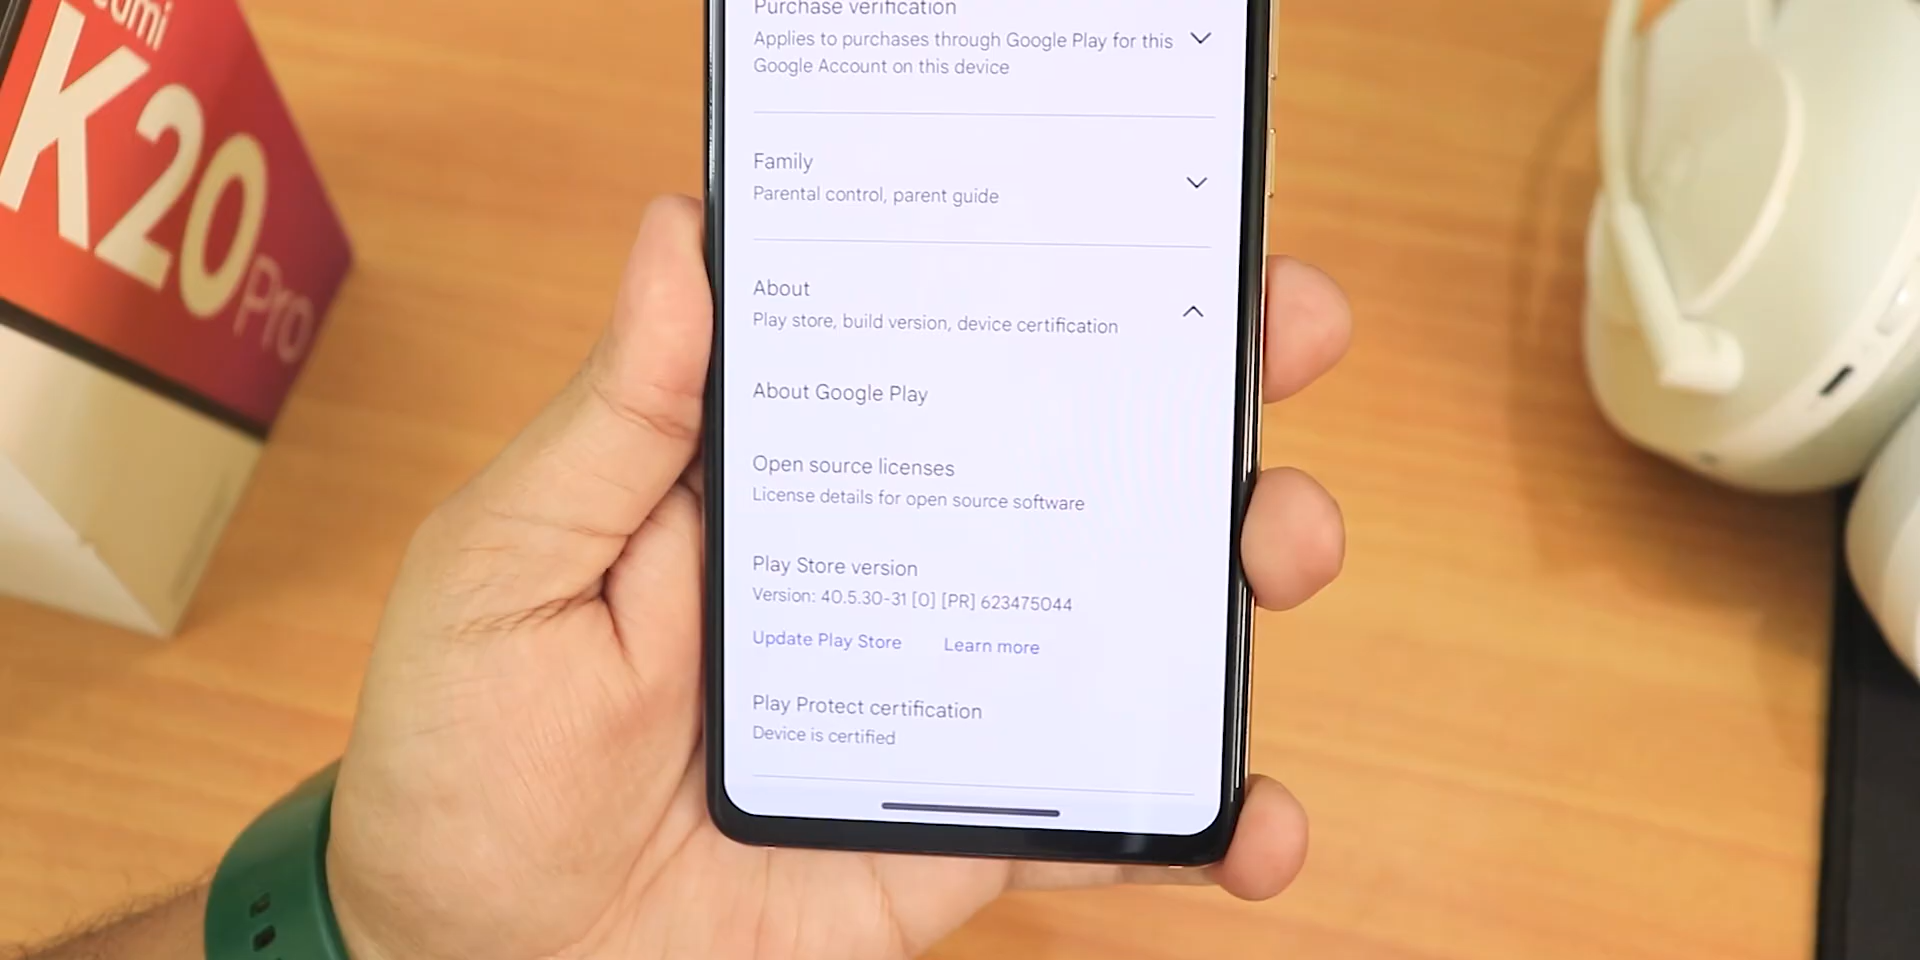 K20
Pro
Purchase verification
Applies to purchases through Google Play for this
Google Account on this device
Family
Parental control, parent guide
About
Play store, build version, device certification
About Google Play
Open source licenses
License details for open source software
Play Store version
Version: 40.5.30-31 [0] [PR] 623475044
Update Play Store Learn more
Play Protect certification
Device is certified